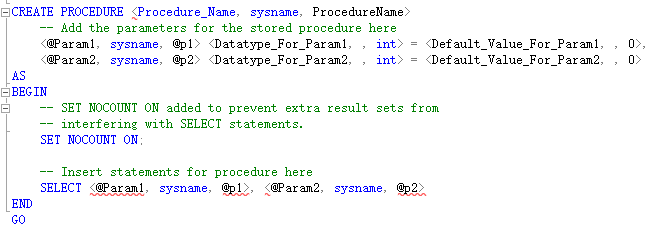 CREATE PROCEDURE <Procedure_Name, sysname, ProcedureName>
    -- Add the parameters for the stored procedure here
    <@Param1, sysname, @p1> <Datatype_For_Param1, , int> = <Default_Value_For_Param1, , 0>,
    <@Param2, sysname, @p2> <Datatype_For_Param2, , int> = <Default_Value_For_Param2, , 0>
AS
BEGIN
    -- SET NOCOUNT ON added to prevent extra result sets from
    -- interfering with SELECT statements.
    SET NOCOUNT ON;

    -- Insert statements for procedure here
    SELECT <@Param1, sysname, @p1>, <@Param2, sysname, @p2>
END
GO